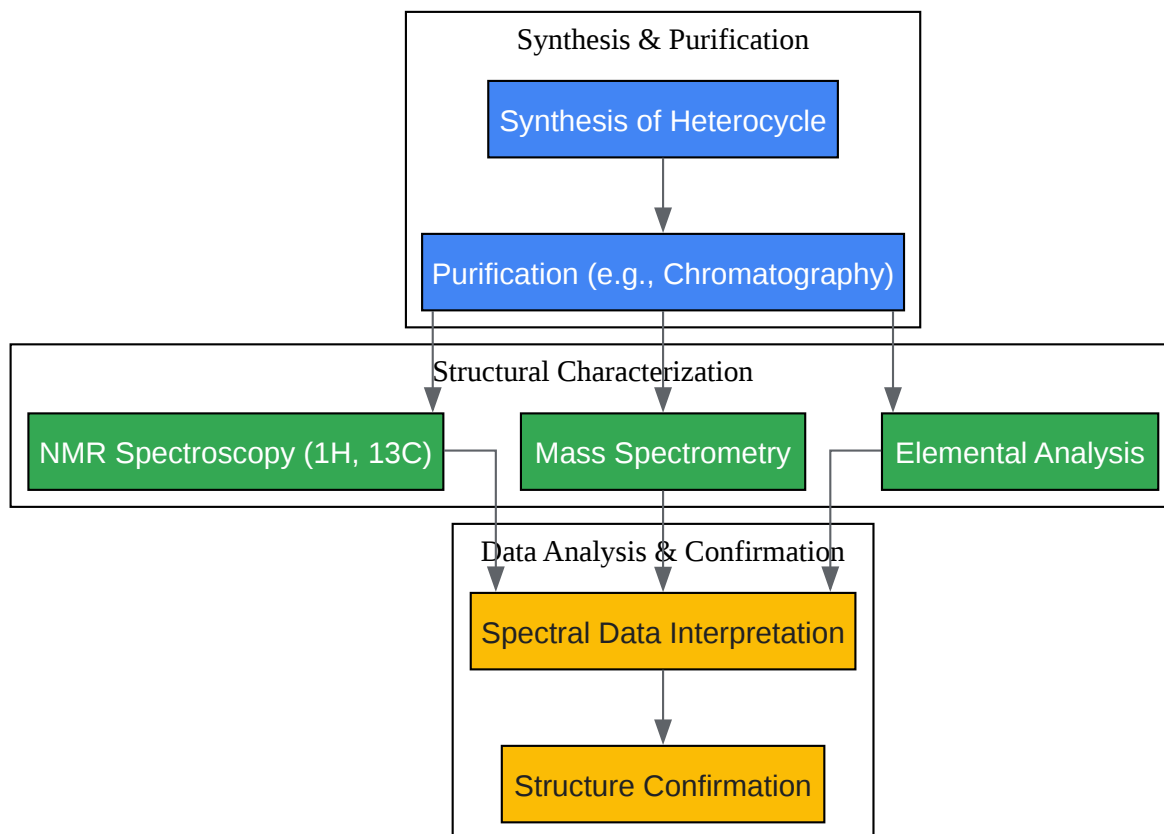 Synthesis & Purification
Synthesis of Heterocycle
Purification (e.g., Chromatography)
Structural Characterization
NMR Spectroscopy (1H, 13C)
Mass Spectrometry
Elemental Analysis
Data Analysis & Confirmation
Spectral Data Interpretation
Structure Confirmation